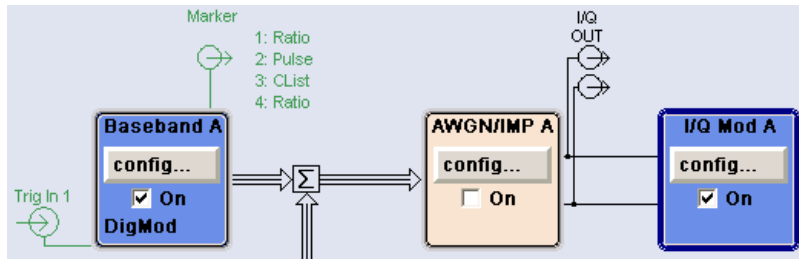 Marker
1: Ratio
2: Pulse
3: CList
4: Ratio
I/Q
OUT
Baseband A
config...
On
DigMod
Trig In 1
Σ
AWGN/IMP A
config...
On
I/Q Mod A
config...
On